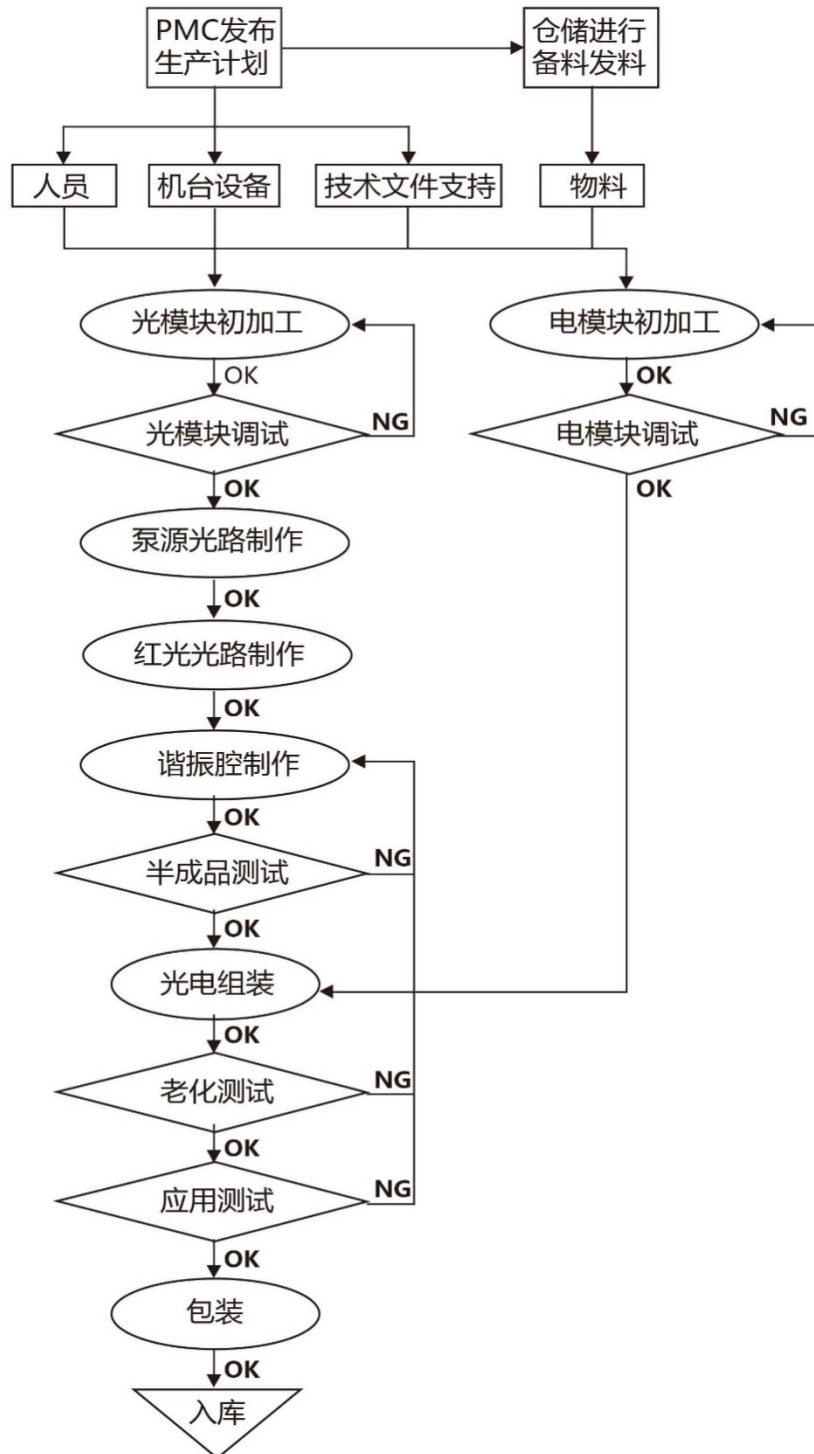 PMC发布
生产计划
仓储进行
备料发料
人员
机台设备
技术文件支持
物料
光模块初加工
电模块初加工
OK
OK
光模块调试
NG
电模块调试
NG
OK
OK
泵源光路制作
OK
红光光路制作
OK
谐振腔制作
OK
半成品测试
NG
OK
光电组装
OK
老化测试
NG
OK
应用测试
NG
OK
包装
OK
入库